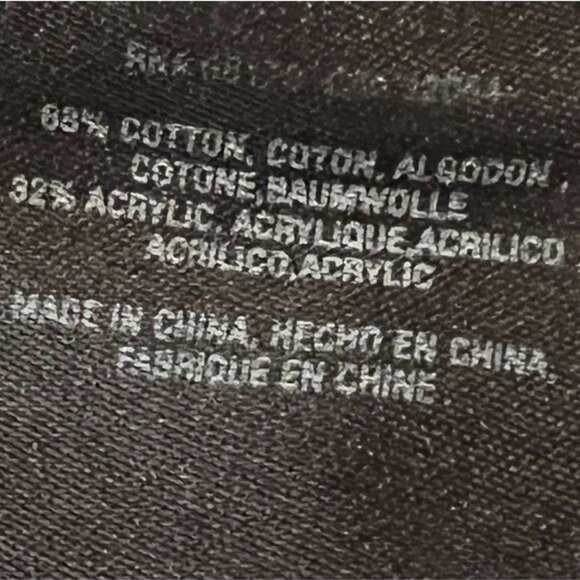 68% COTTON, COTON, ALGODON,
COTONE, BAUMWOLLE
32% ACRYLIC, ACRYLIQUE, ACRILICO
ACRILICO, ACRYLIC
MADE IN CHINA, HECHO EN CHINA,
FABRIQUE EN CHINE